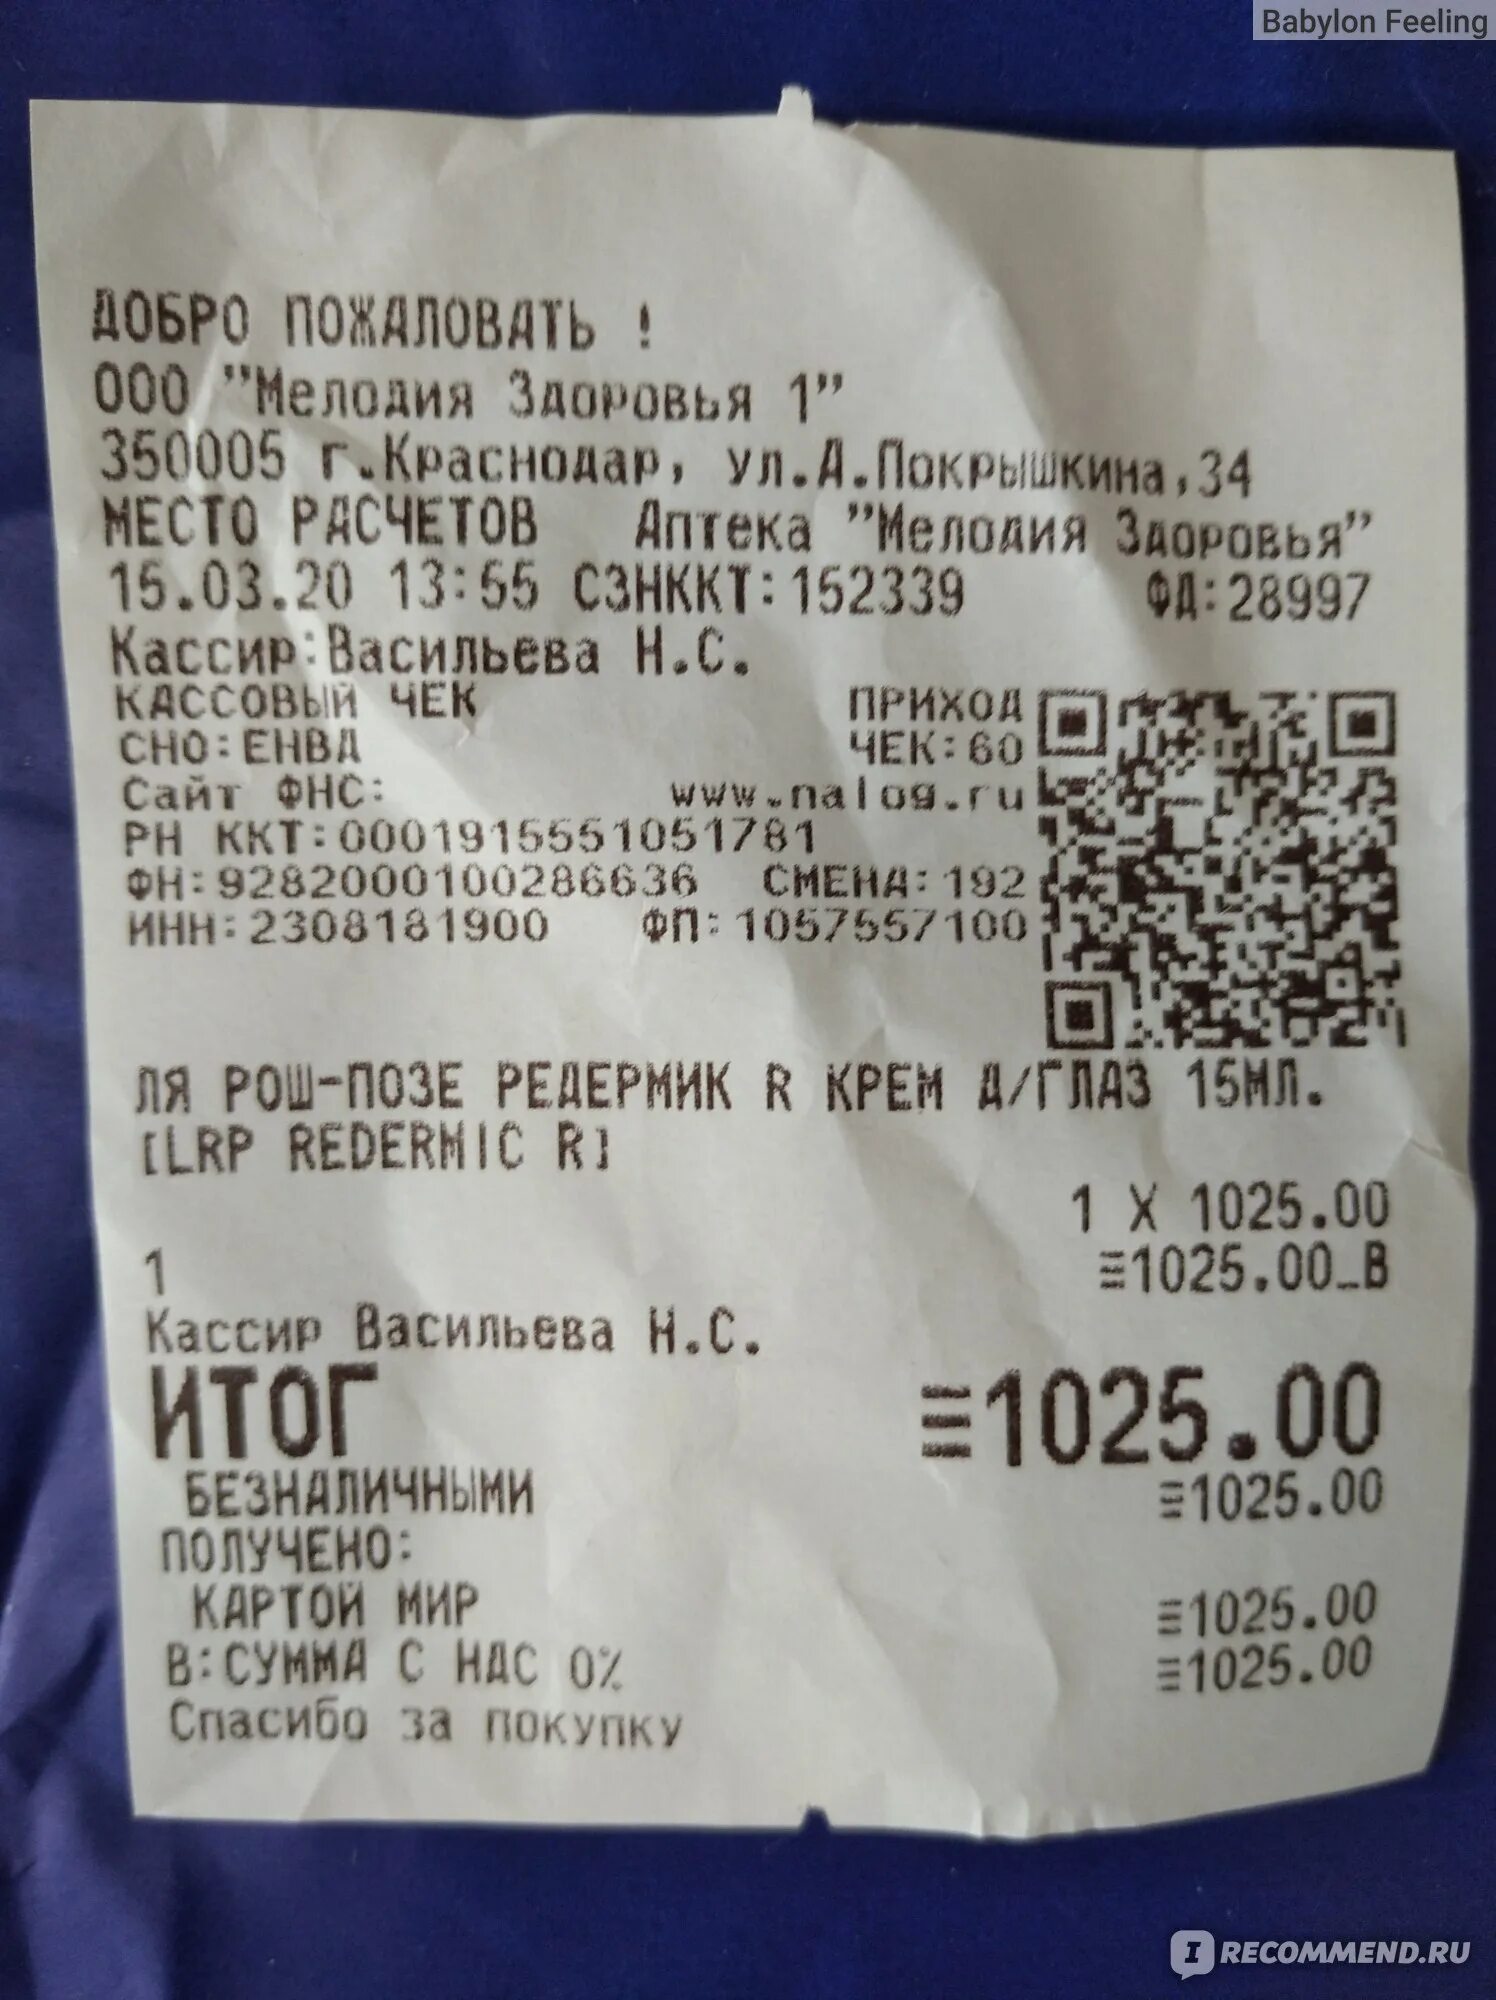 Babylon Feeling
ДОБРО ПОЖАЛОВАТЬ !
ООО "Мелодия Здоровья 1"
350005 г.Краснодар, ул.А.Покрышкина,34
МЕСТО РАСЧЕТОВ Аптека "Мелодия Здоровья"
15.03.20 13:55 СЗНККТ:152339 ФД:28997
Кассир:Васильева Н.С.
КАССОВЫЙ ЧЕК ПРИХОД
СНО:ЕНВД ЧЕК:60
Сайт ФНС: www.nalog.ru
РН ККТ:0001915551051781
ФН:9282000100286636 СМЕНА:192
ИНН:2308181900 ФП:1057557100
ЛЯ РОШ-ПОЗЕ РЕДЕРМИК R КРЕМ Д/ГЛАЗ 15МЛ.
[LRP REDERMIC R]
1 X 1025.00
1 ≡1025.00_В
Кассир Васильева Н.С.
ИТОГ ≡1025.00
БЕЗНАЛИЧНЫМИ ≡1025.00
ПОЛУЧЕНО:
КАРТОЙ МИР ≡1025.00
В:СУММА С НДС 0% ≡1025.00
Спасибо за покупку
IRECOMMEND.RU